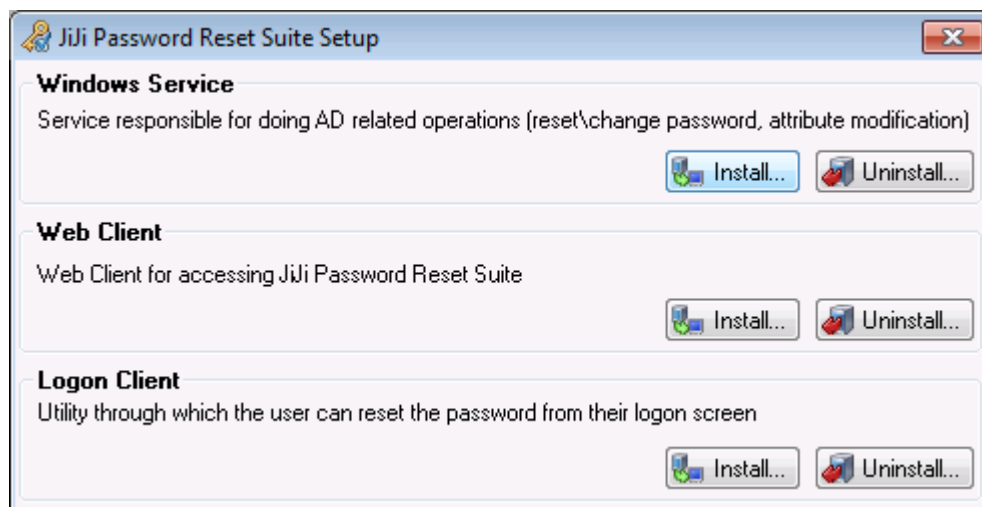 JiJi Password Reset Suite Setup
Windows Service
Service responsible for doing AD related operations (reset\change password, attribute modification)
Install... Uninstall...
Web Client
Web Client for accessing JiJi Password Reset Suite
Install... Uninstall...
Logon Client
Utility through which the user can reset the password from their logon screen
Install... Uninstall...